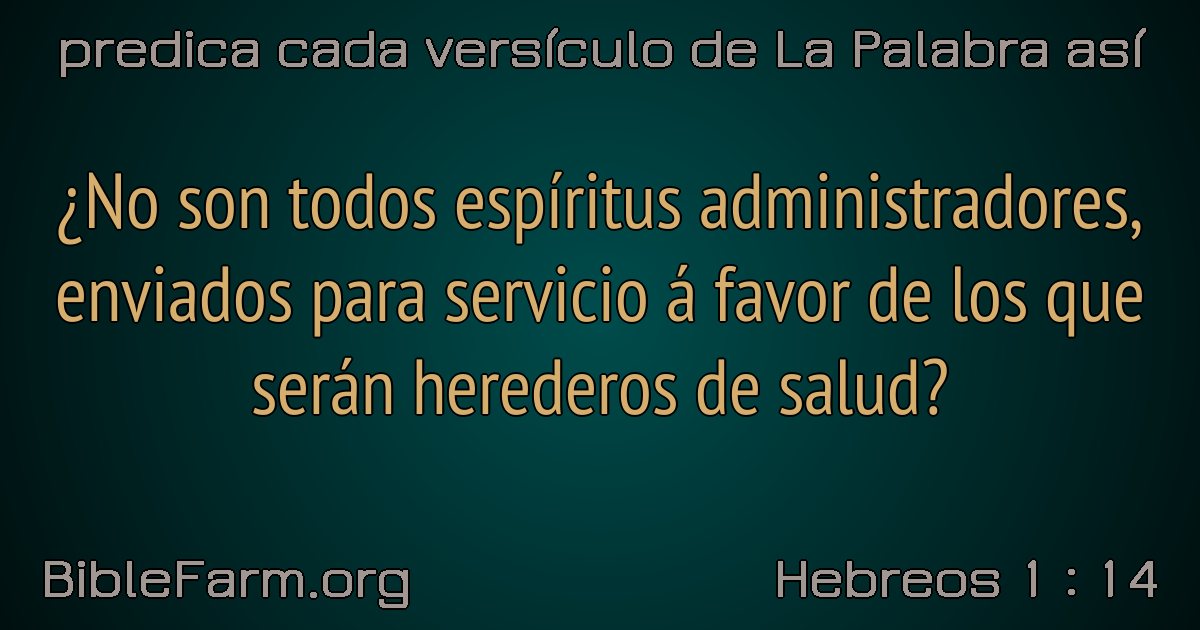 predica cada versículo de La Palabra así
¿No son todos espíritus administradores,
enviados para servicio á favor de los que
serán herederos de salud?
BibleFarm.org
Hebreos 1 : 14